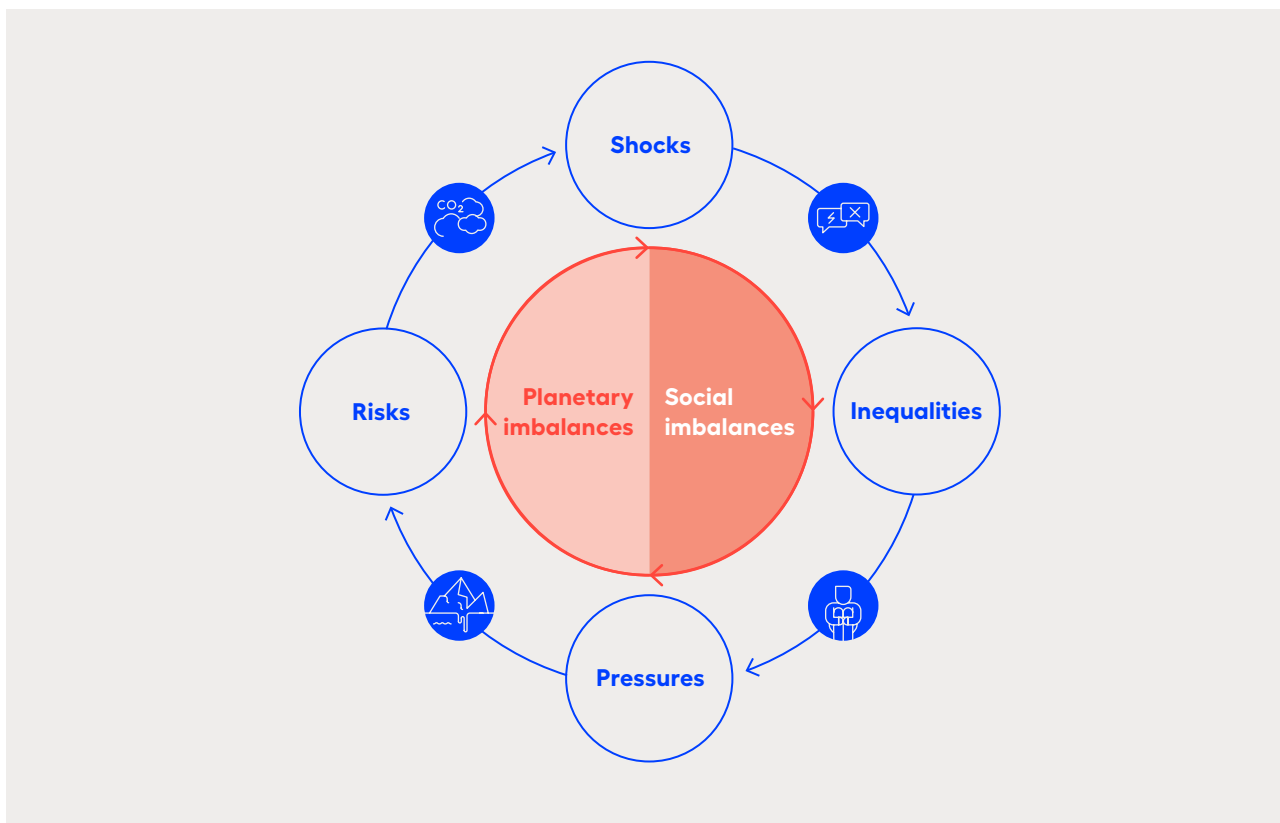 Shocks
CO2
Risks
Planetary
imbalances
Social
imbalances
Inequalities
Pressures